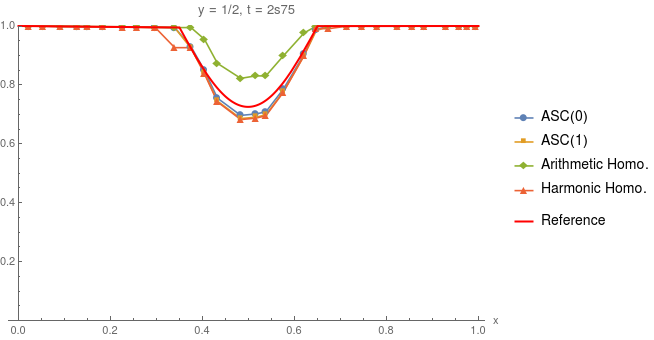 y = 1/2, t = 2s75
1.0
0.8
0.6
0.4
0.2
0.0
0.2
0.4
0.6
0.8
1.0
x
ASC(0)
ASC(1)
Arithmetic Homo.
Harmonic Homo.
Reference